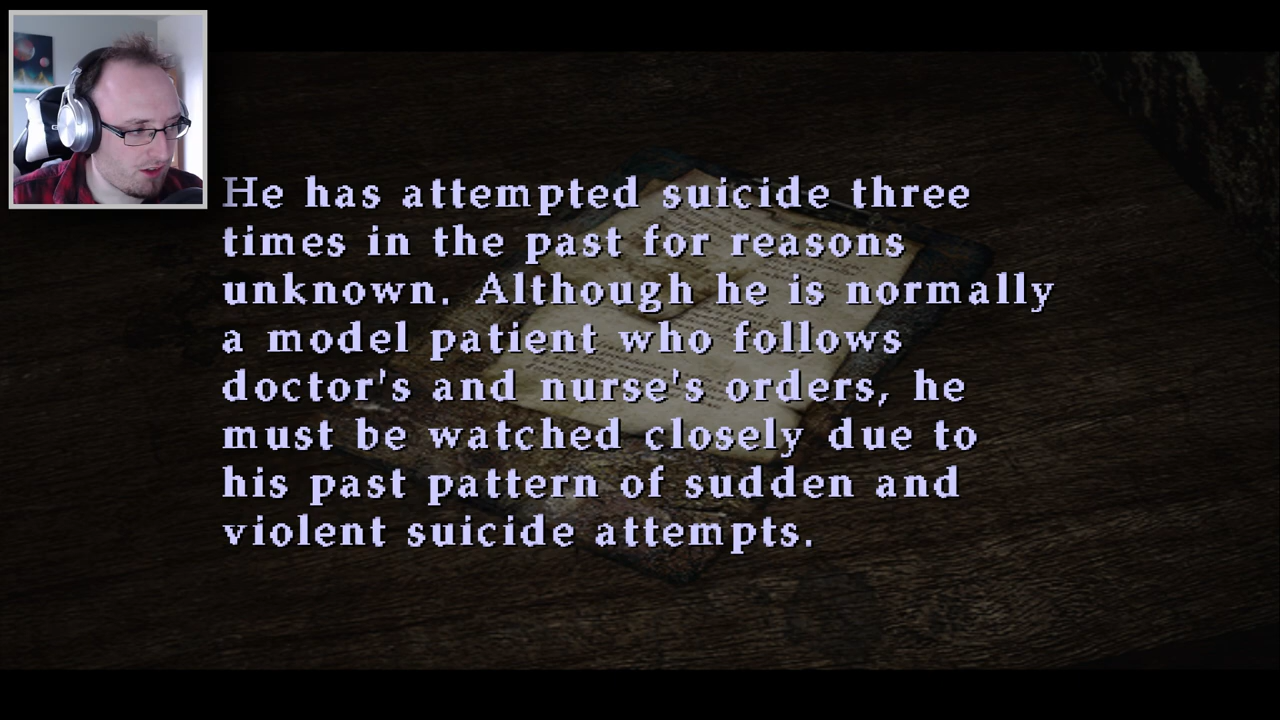 He has attempted suicide three
times in the past for reasons
unknown. Although he is normally
a model patient who follows
doctor's and nurse's orders, he
must be watched closely due to
his past pattern of sudden and
violent suicide attempts.